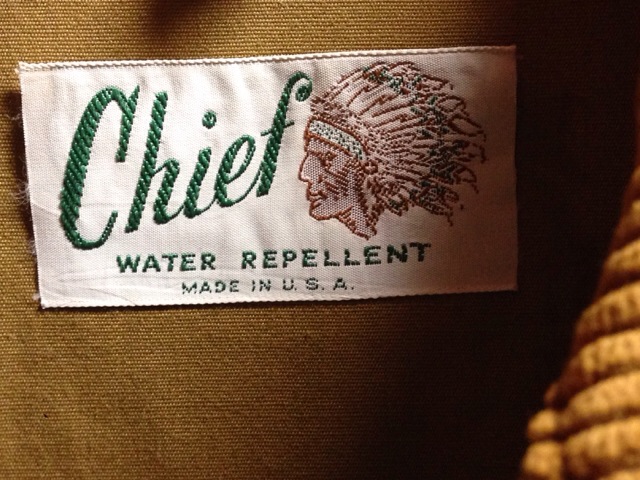 Chief
WATER REPELLENT
MADE IN U. S. A.